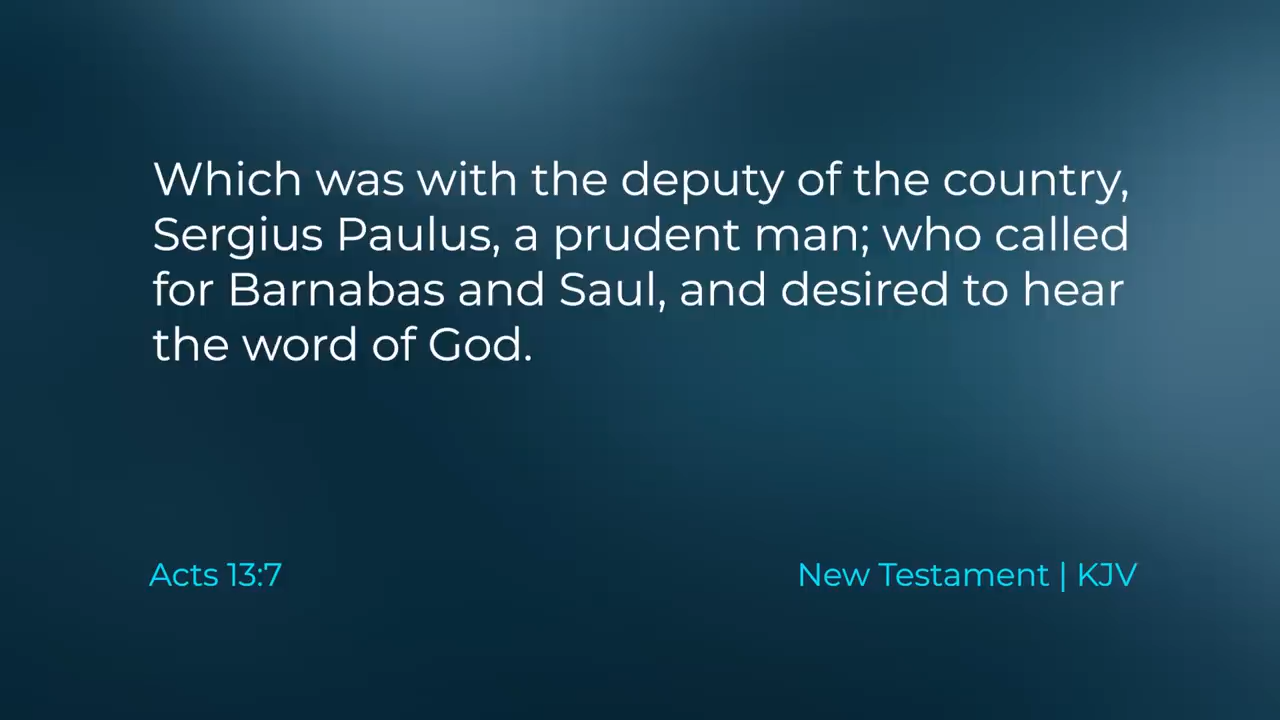 Which was with the deputy of the country,
Sergius Paulus, a prudent man; who called
for Barnabas and Saul, and desired to hear
the word of God.
Acts 13:7
New Testament | KJV